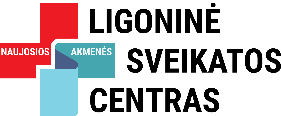 LIGONINĖ
NAUJOSIOS AKMENĖS
SVEIKATOS
CENTRAS